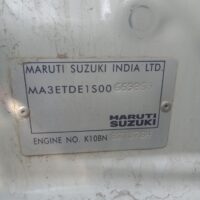 MARUTI SUZUKI INDIA LTD.
MA3ETDE1S00
MARUTI
SUZUKI
ENGINE NO. K10BN